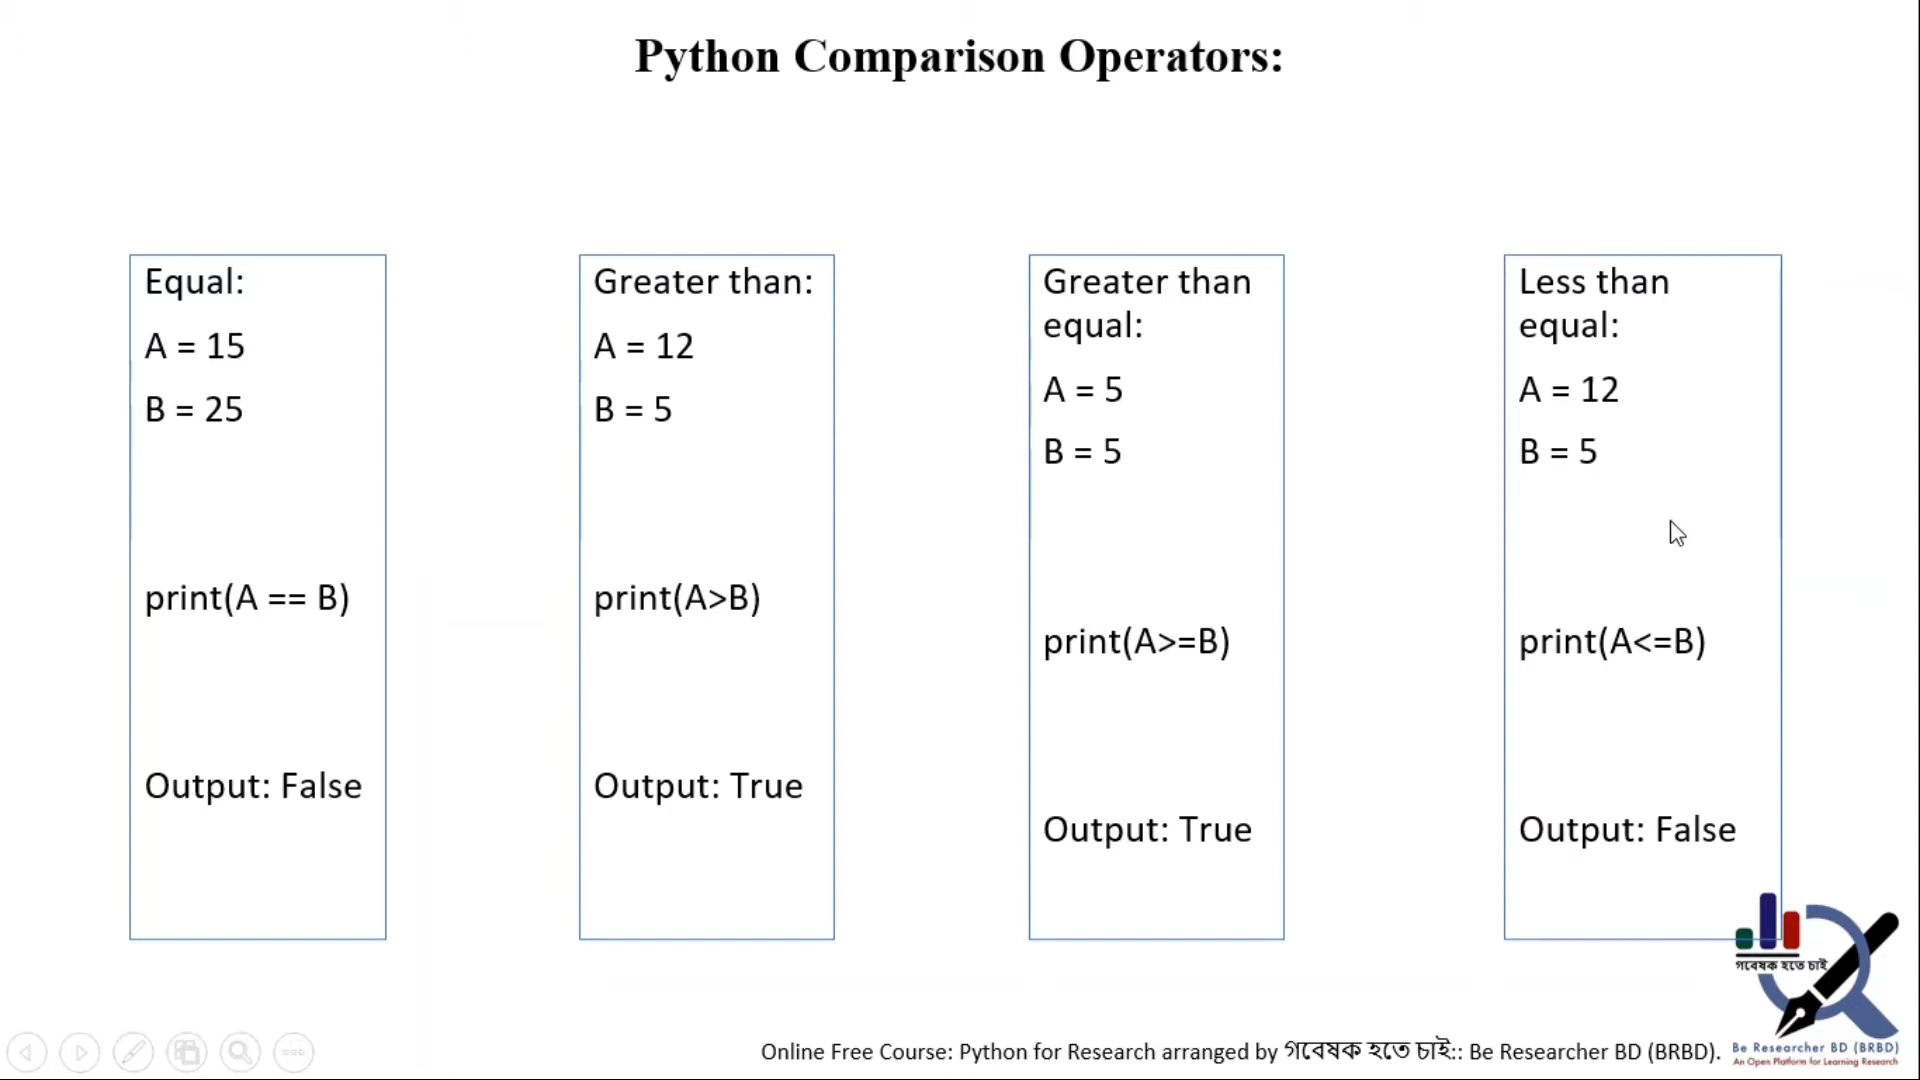 Python Comparison Operators:
Equal:
A = 15
B = 25
print(A == B)
Output: False
Greater than:
A = 12
B = 5
print(A>B)
Output: True
Greater than
equal:
A = 5
B = 5
print(A>=B)
Output: True
Less than
equal:
A = 12
B = 5
print(A<=B)
Output: False
গবেষক হতে চাই
Be Researcher BD (BRBD)
An Open Platform for Learning Research
Online Free Course: Python for Research arranged by গবেষক হতে চাই:: Be Researcher BD (BRBD).